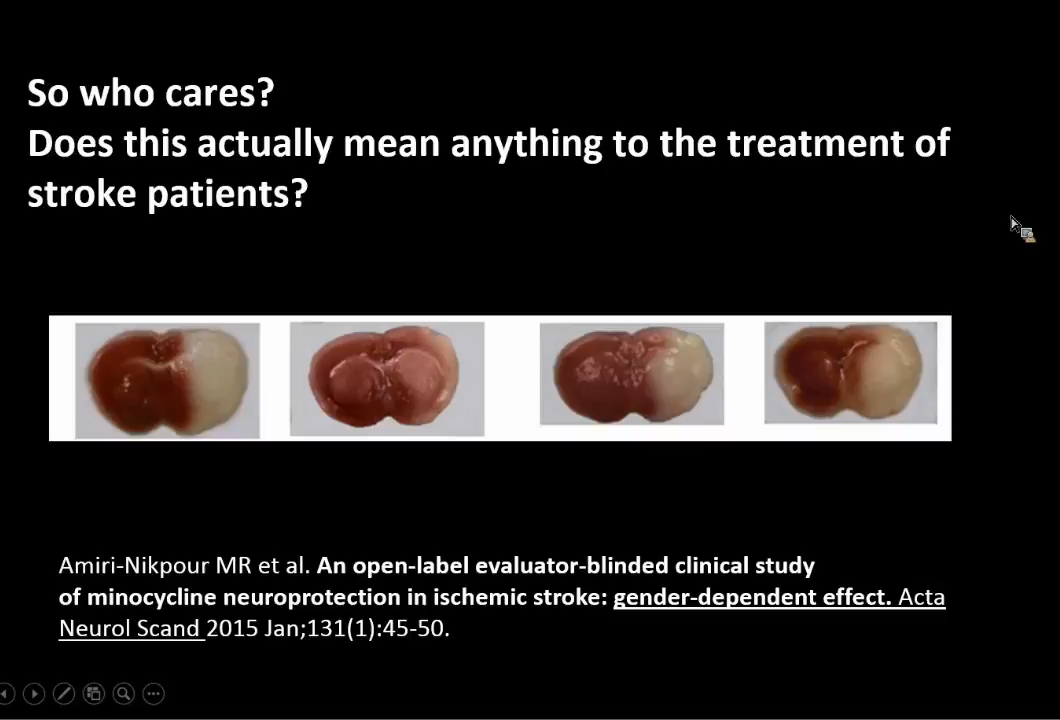 So who cares?
Does this actually mean anything to the treatment of
stroke patients?
Amiri-Nikpour MR et al. An open-label evaluator-blinded clinical study
of minocycline neuroprotection in ischemic stroke: gender-dependent effect. Acta
Neurol Scand 2015 Jan;131(1):45-50.